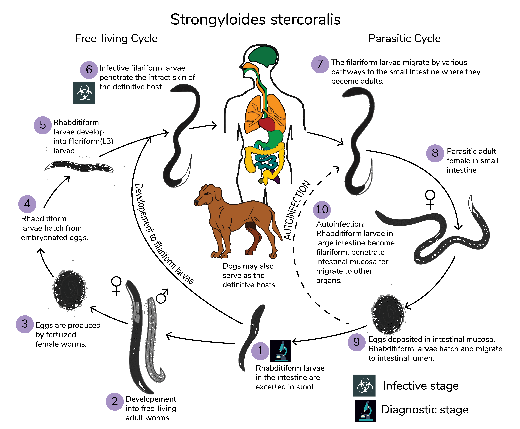 Strongyloides stercoralis
Free-living Cycle
Parasitic Cycle
6
Infective filariform larvae
penetrate the intact skin of
the definitive host
7
The filariform larvae migrate by various
pathways to the small intestine where they
become adults.
5
Rhabditiform
larvae develop
into filariform(L3)
larvae
8
Parasitic adult
female in small
intestine
4
Rhabditiform
larvae hatch from
embryonated eggs.
Development to filariform larvae
AUTOINFECTION
10
Autoinfection:
Rhabditiform larvae in
large intestine become
filariform, penetrate
intestinal mucosa for
migrate to other
organs.
Dogs may also
serve as the
definitive hosts
♀
♂
♀
3
Eggs are produced
by fertilized
female worms.
1
Rhabditiform larvae
in the intestine are
excreted in stool
9
Eggs deposited in intestinal mucosa.
Rhabditiform larvae hatch and migrate
to intestinal lumen.
2
Developement
into free-living
adult worms
Infective stage
Diagnostic stage